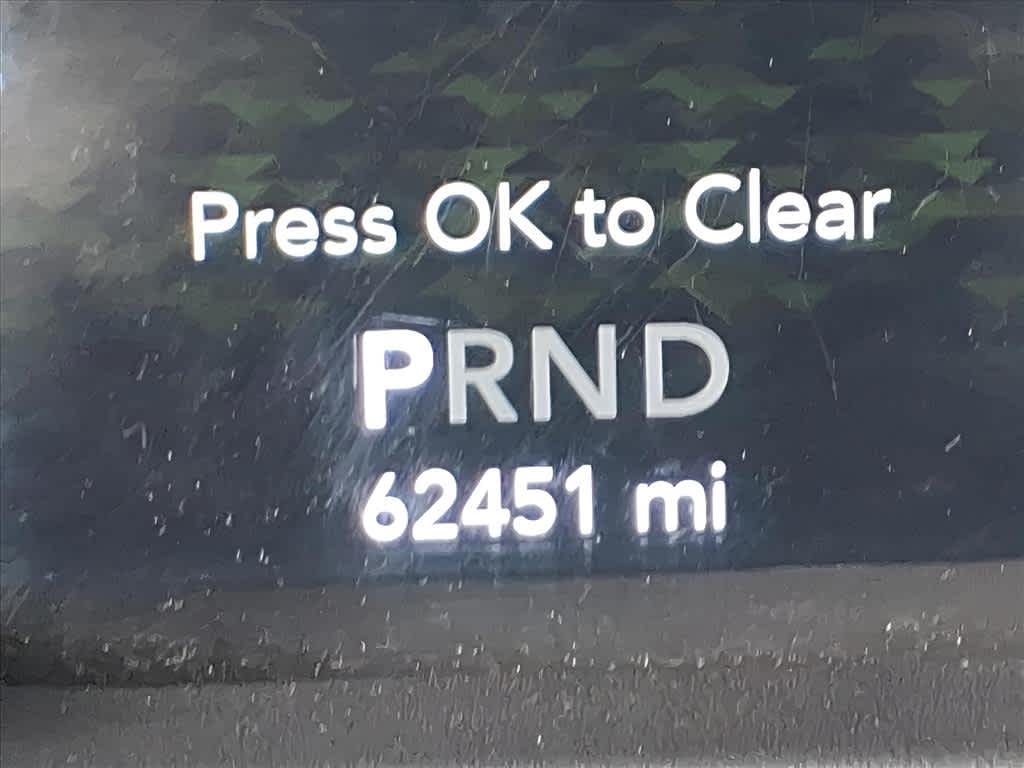 Press OK to Clear
PRND
62451 mi